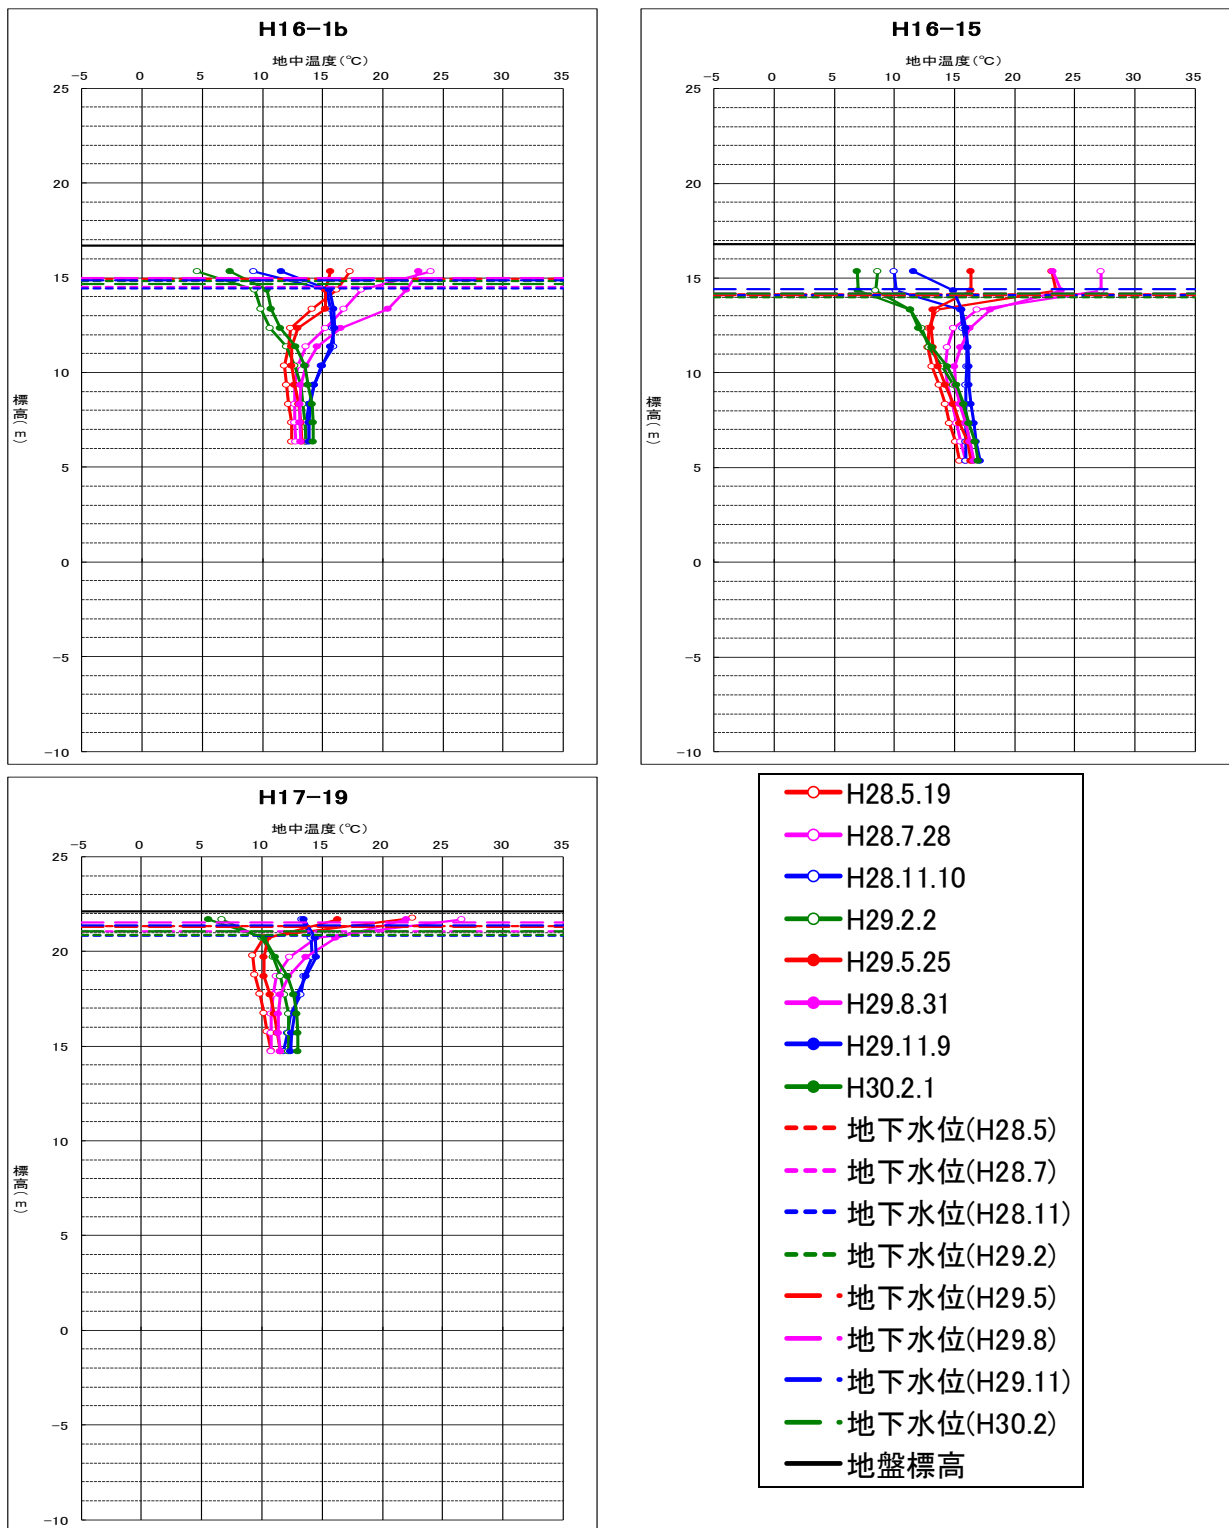 H16-1b
地中温度(℃)
-5 0 5 10 15 20 25 30 35
25
20
15
10
5
0
-5
-10
標高(m)
H16-15
地中温度(℃)
-5 0 5 10 15 20 25 30 35
25
20
15
10
5
0
-5
-10
標高(m)
H17-19
地中温度(℃)
-5 0 5 10 15 20 25 30 35
25
20
15
10
5
0
-5
-10
標高(m)
H28.5.19
H28.7.28
H28.11.10
H29.2.2
H29.5.25
H29.8.31
H29.11.9
H30.2.1
地下水位(H28.5)
地下水位(H28.7)
地下水位(H28.11)
地下水位(H29.2)
地下水位(H29.5)
地下水位(H29.8)
地下水位(H29.11)
地下水位(H30.2)
地盤標高